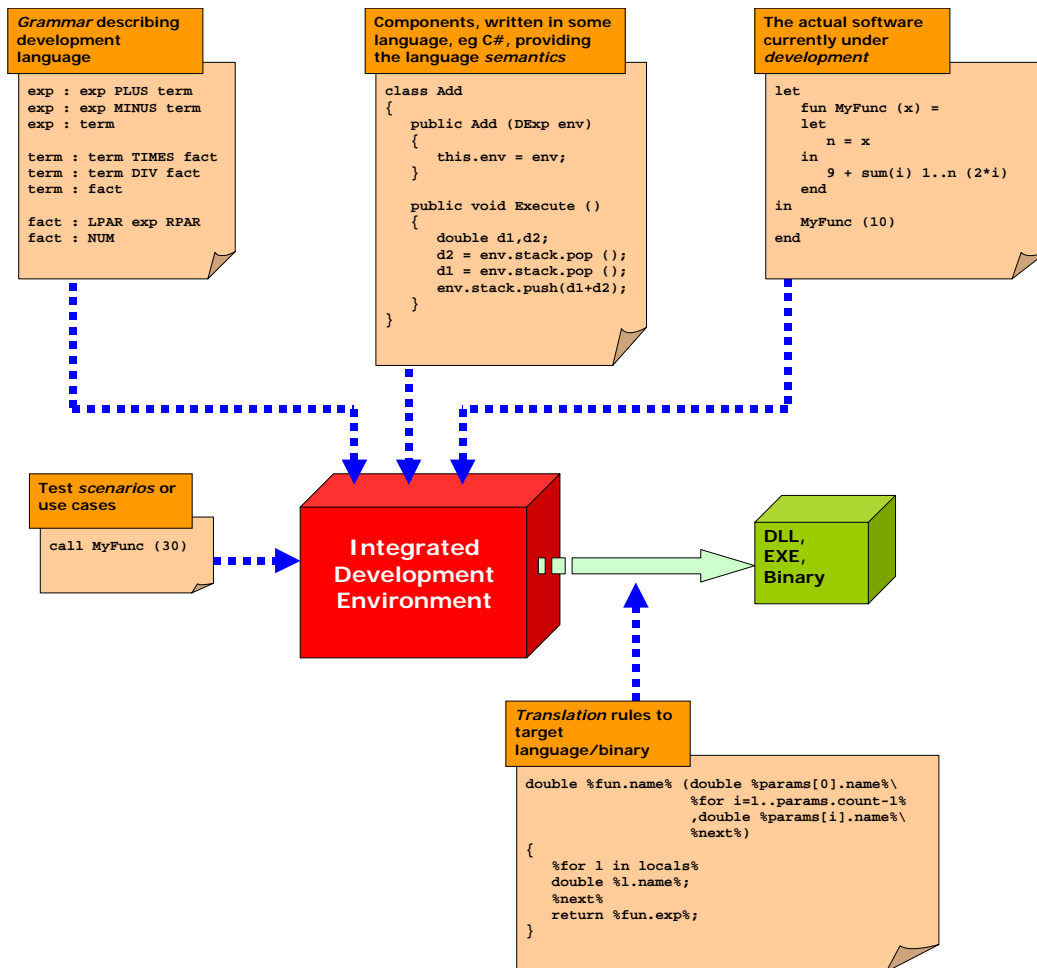 Grammar describing
development
language
exp : exp PLUS term
exp : exp MINUS term
exp : term
term : term TIMES fact
term : term DIV fact
term : fact
fact : LPAR exp RPAR
fact : NUM
Components, written in some
language, eg C#, providing
the language semantics
class Add
{
public Add (DExp env)
{
this.env = env;
}
public void Execute ()
{
double d1,d2;
d2 = env.stack.pop ();
d1 = env.stack.pop ();
env.stack.push(d1+d2);
}
}
The actual software
currently under
development
let
fun MyFunc (x) =
let
n = x
in
9 + sum(i) 1..n (2*i)
end
in
MyFunc (10)
end
Test scenarios or
use cases
call MyFunc (30)
Integrated
Development
Environment
DLL,
EXE,
Binary
Translation rules to
target
language/binary
double %fun.name% (double %params[0].name%\
%for i=1..params.count-1%
,double %params[i].name%\
%next%)
{
%for l in locals%
double %l.name%;
%next%
return %fun.exp%;
}